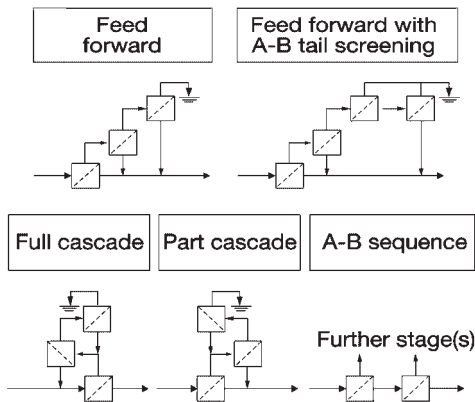 Feed
forward
Feed forward with
A-B tail screening
Full cascade
Part cascade
A-B sequence
Further stage(s)